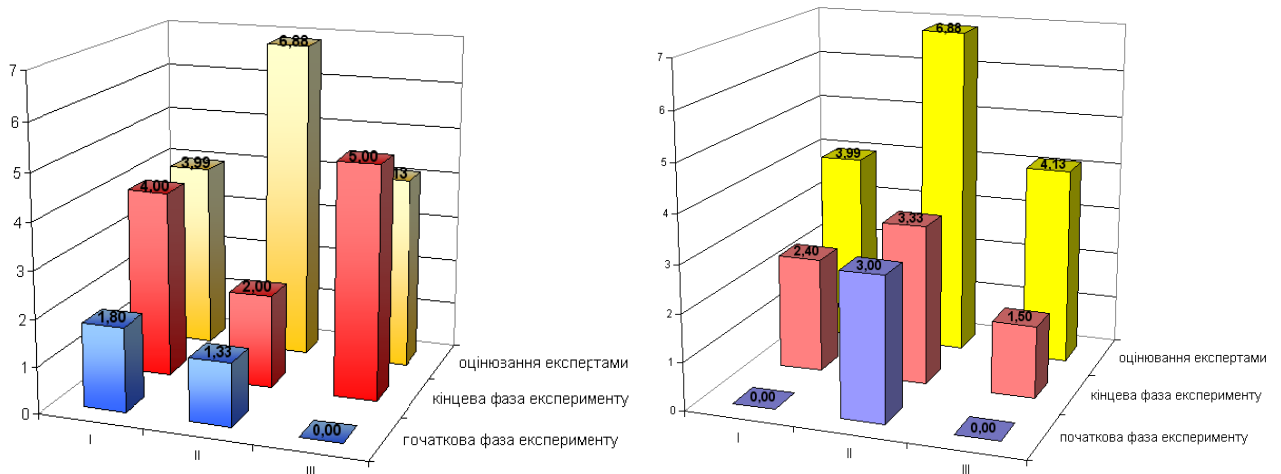 7
6
5
4
3
2
1
0
6,88
3,99
13
4,00
2,00
5,00
1,80
1,33
0,00
I
II
III
оцінювання експертами
кінцева фаза експерименту
гочаткова фаза експерименту
7
6
5
4
3
2
1
0
6,88
3,99
4,13
2,40
3,33
1,50
0,00
3,00
0,00
I
II
III
оцінювання експертами
кінцева фаза експерименту
початкова фаза експерименту